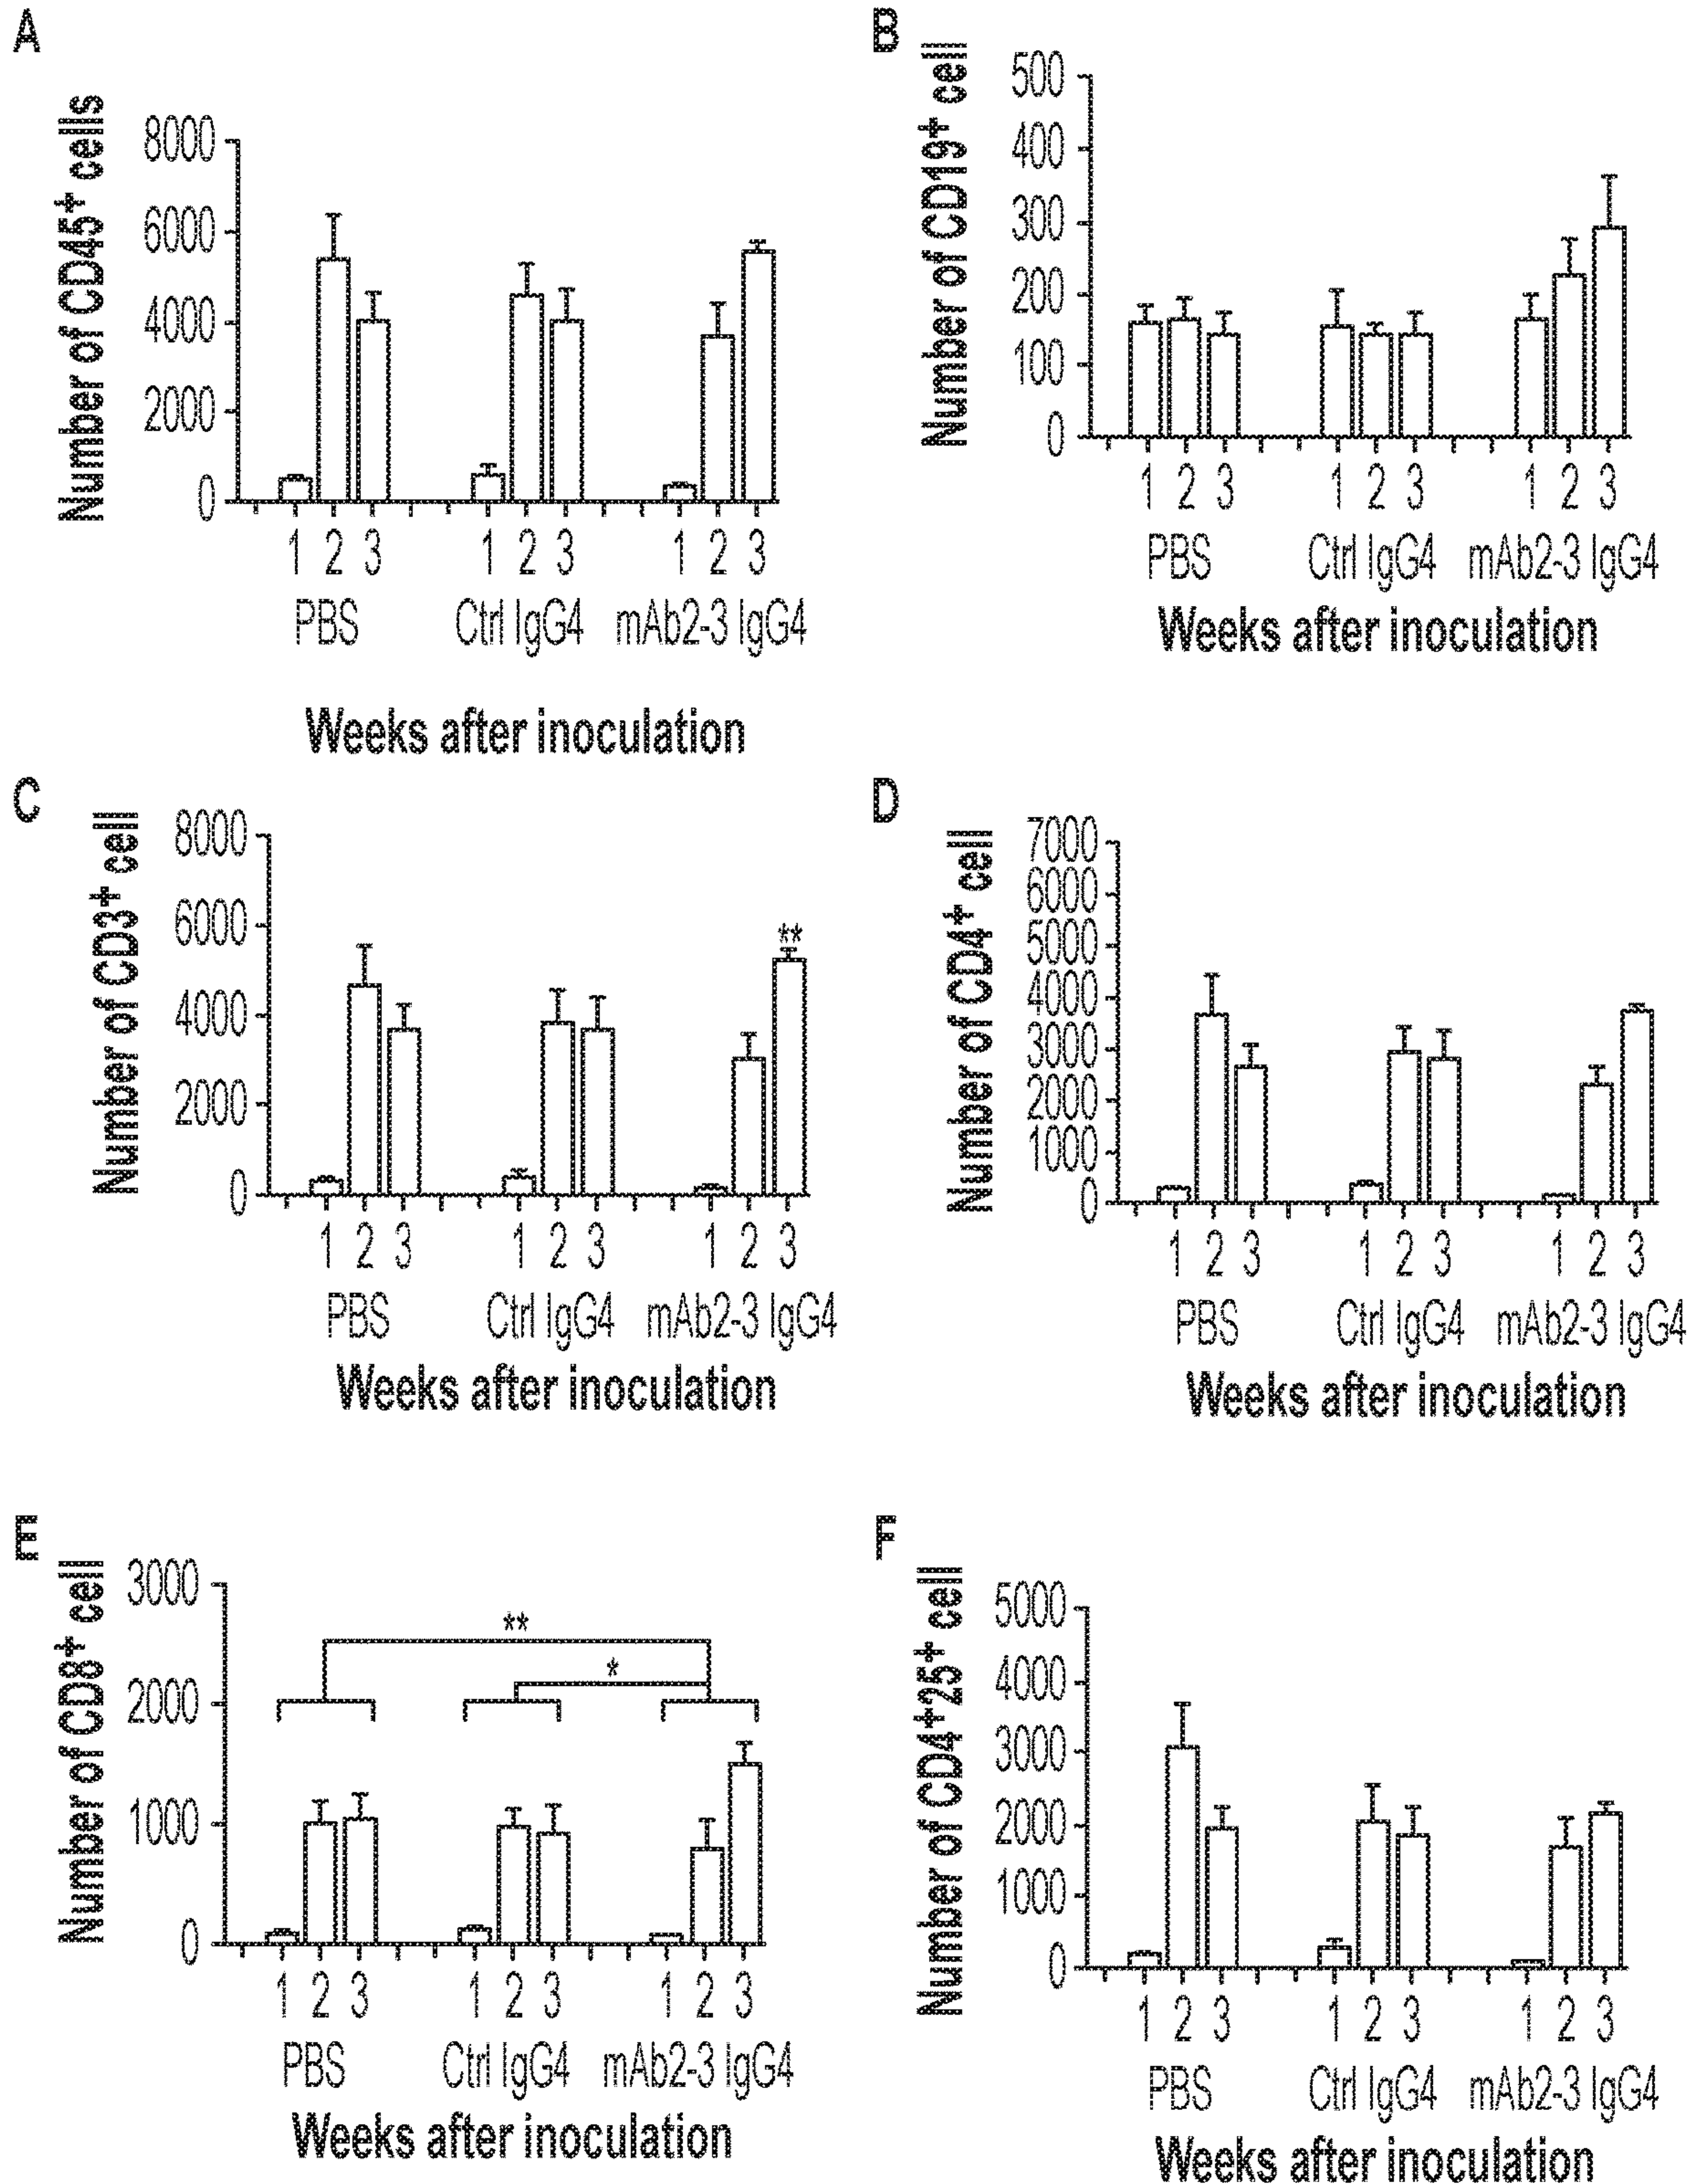 A
Number of CD45+ cells
8000
6000
4000
2000
0
1 2 3 1 2 3 1 2 3
PBS Ctrl IgG4 mAb2-3 IgG4
Weeks after inoculation
B
Number of CD19+ cell
500
400
300
200
100
0
1 2 3 1 2 3 1 2 3
PBS Ctrl IgG4 mAb2-3 IgG4
Weeks after inoculation
C
Number of CD3+ cell
8000
6000
4000
2000
0
**
1 2 3 1 2 3 1 2 3
PBS Ctrl IgG4 mAb2-3 IgG4
Weeks after inoculation
D
Number of CD4+ cell
7000
6000
5000
4000
3000
2000
1000
0
1 2 3 1 2 3 1 2 3
PBS Ctrl IgG4 mAb2-3 IgG4
Weeks after inoculation
E
Number of CD8+ cell
3000
2000
1000
0
**
*
1 2 3 1 2 3 1 2 3
PBS Ctrl IgG4 mAb2-3 IgG4
Weeks after inoculation
F
Number of CD4+25+ cell
5000
4000
3000
2000
1000
0
1 2 3 1 2 3 1 2 3
PBS Ctrl IgG4 mAb2-3 IgG4
Weeks after inoculation